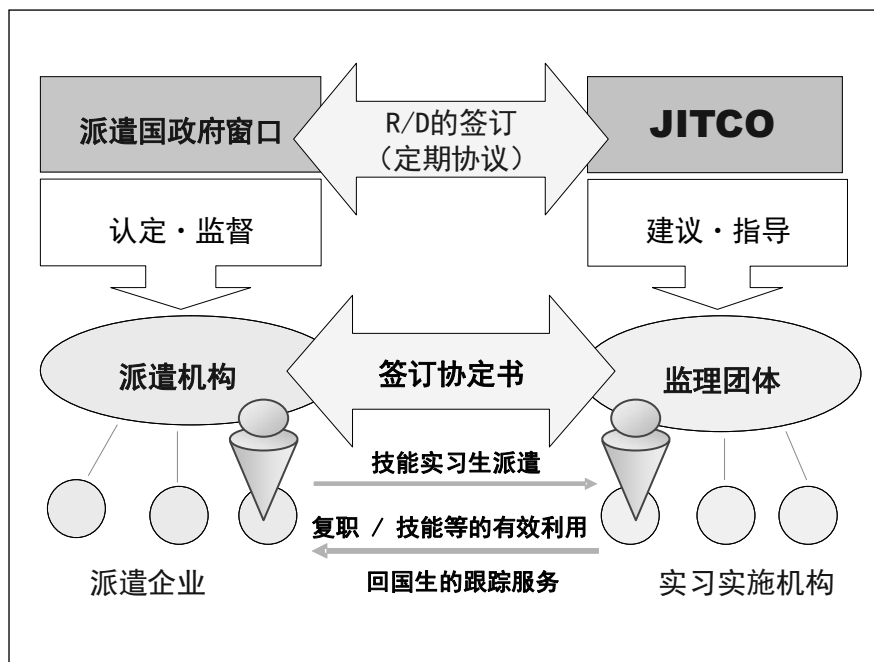 派遣国政府窗口
R/D的签订
（定期协议）
JITCO
认定・监督
建议・指导
派遣机构
签订协定书
监理团体
技能实习生派遣
复职 / 技能等的有效利用
回国生的跟踪服务
派遣企业
实习实施机构